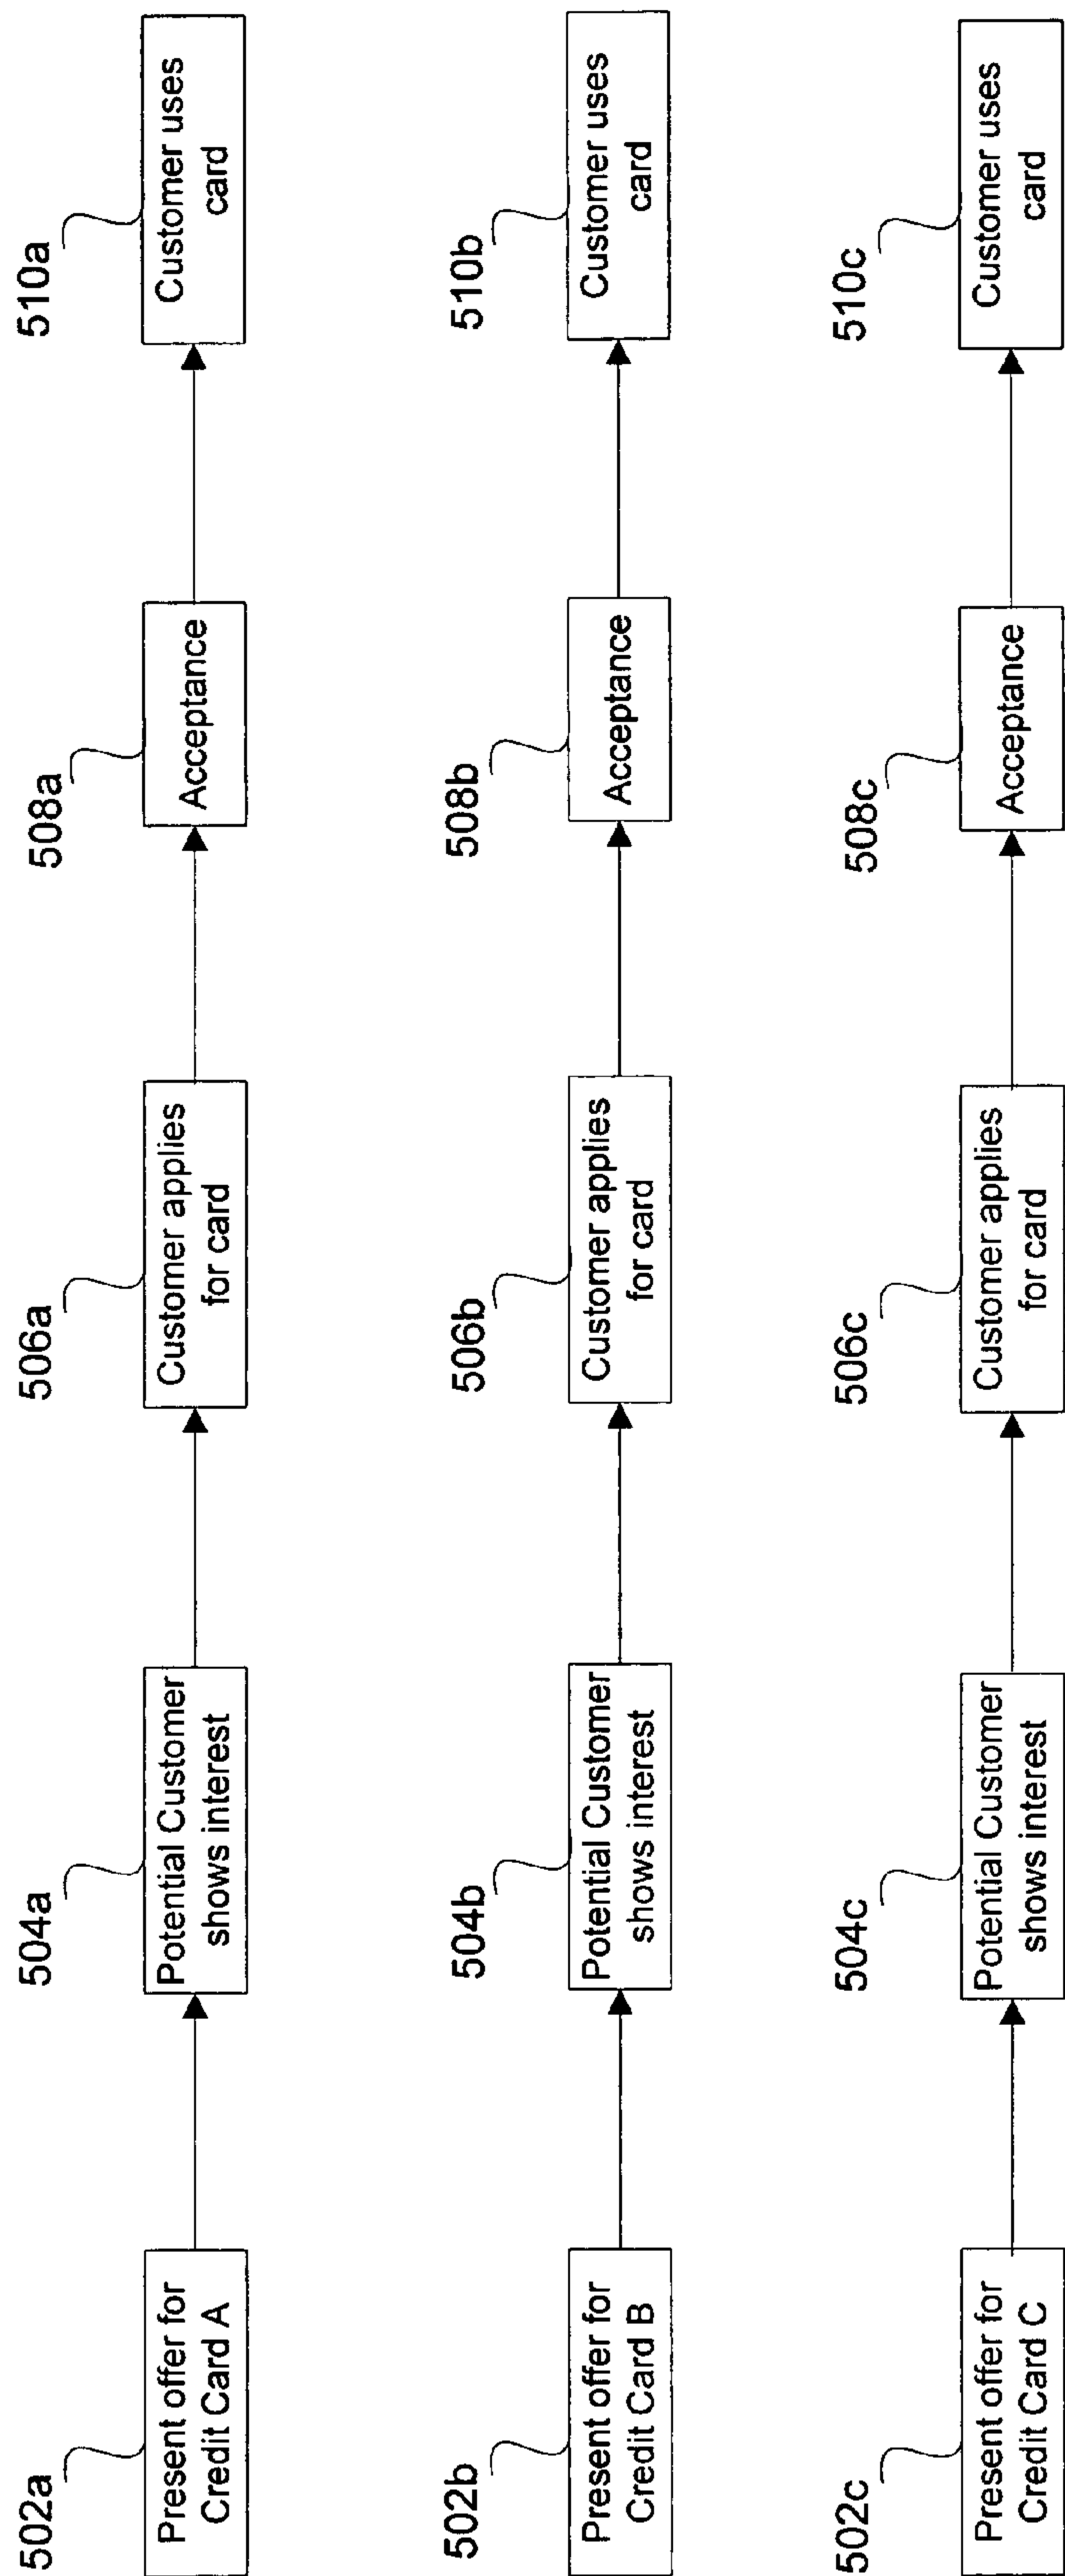 502a
504a
506a
508a
510a
Present offer for
Credit Card A
Potential Customer
shows interest
Customer applies
for card
Acceptance
Customer uses
card
502b
504b
506b
508b
510b
Present offer for
Credit Card B
Potential Customer
shows interest
Customer applies
for card
Acceptance
Customer uses
card
502c
504c
506c
508c
510c
Present offer for
Credit Card C
Potential Customer
shows interest
Customer applies
for card
Acceptance
Customer uses
card